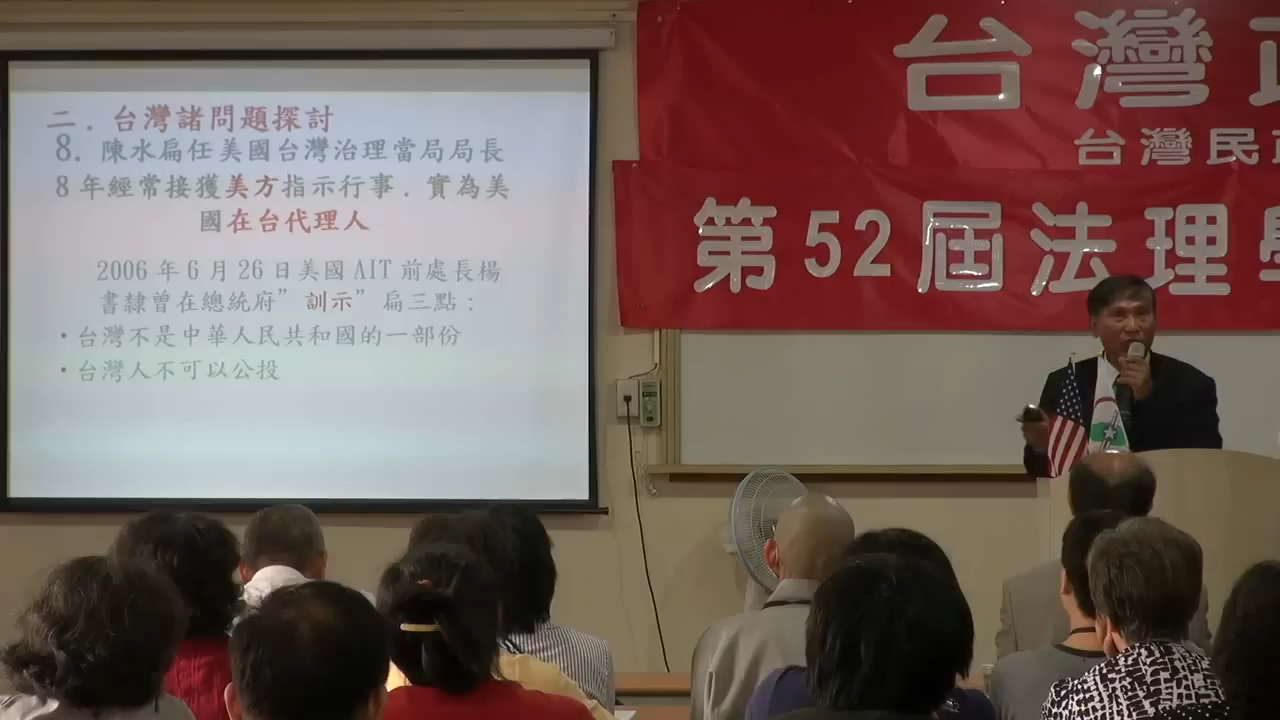 二．台灣諸問題探討
8. 陳水扁任美國台灣治理當局局長
8年經常接獲美方指示行事．實為美
國在台代理人
2006年6月26日美國AIT前處長楊
書隸曾在總統府”訓示”扁三點：
・台灣不是中華人民共和國的一部份
・台灣人不可以公投
台灣
台灣民
第52屆法理